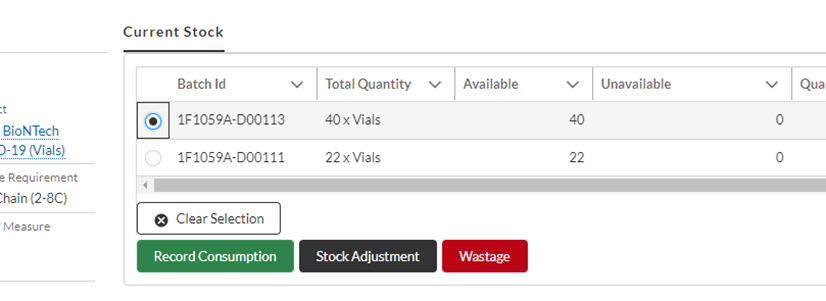 Current Stock
Batch Id Total Quantity Available Unavailable Qua
ct
BioNTech
1F1059A-D00113 40 x Vials 40 0
O-19 (Vials)
1F1059A-D00111 22 x Vials 22 0
e Requirement
Chain (2-8C)
Measure
Clear Selection
Record Consumption Stock Adjustment Wastage